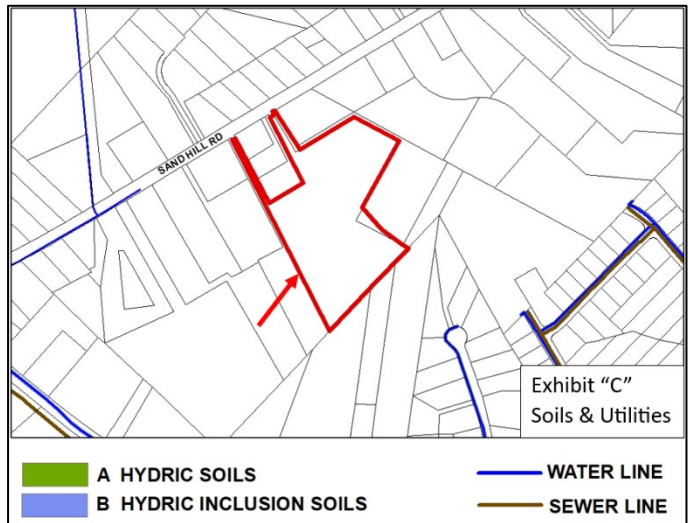 SAND HILL RD
Exhibit “C”
Soils & Utilities
A HYDRIC SOILS
B HYDRIC INCLUSION SOILS
WATER LINE
SEWER LINE